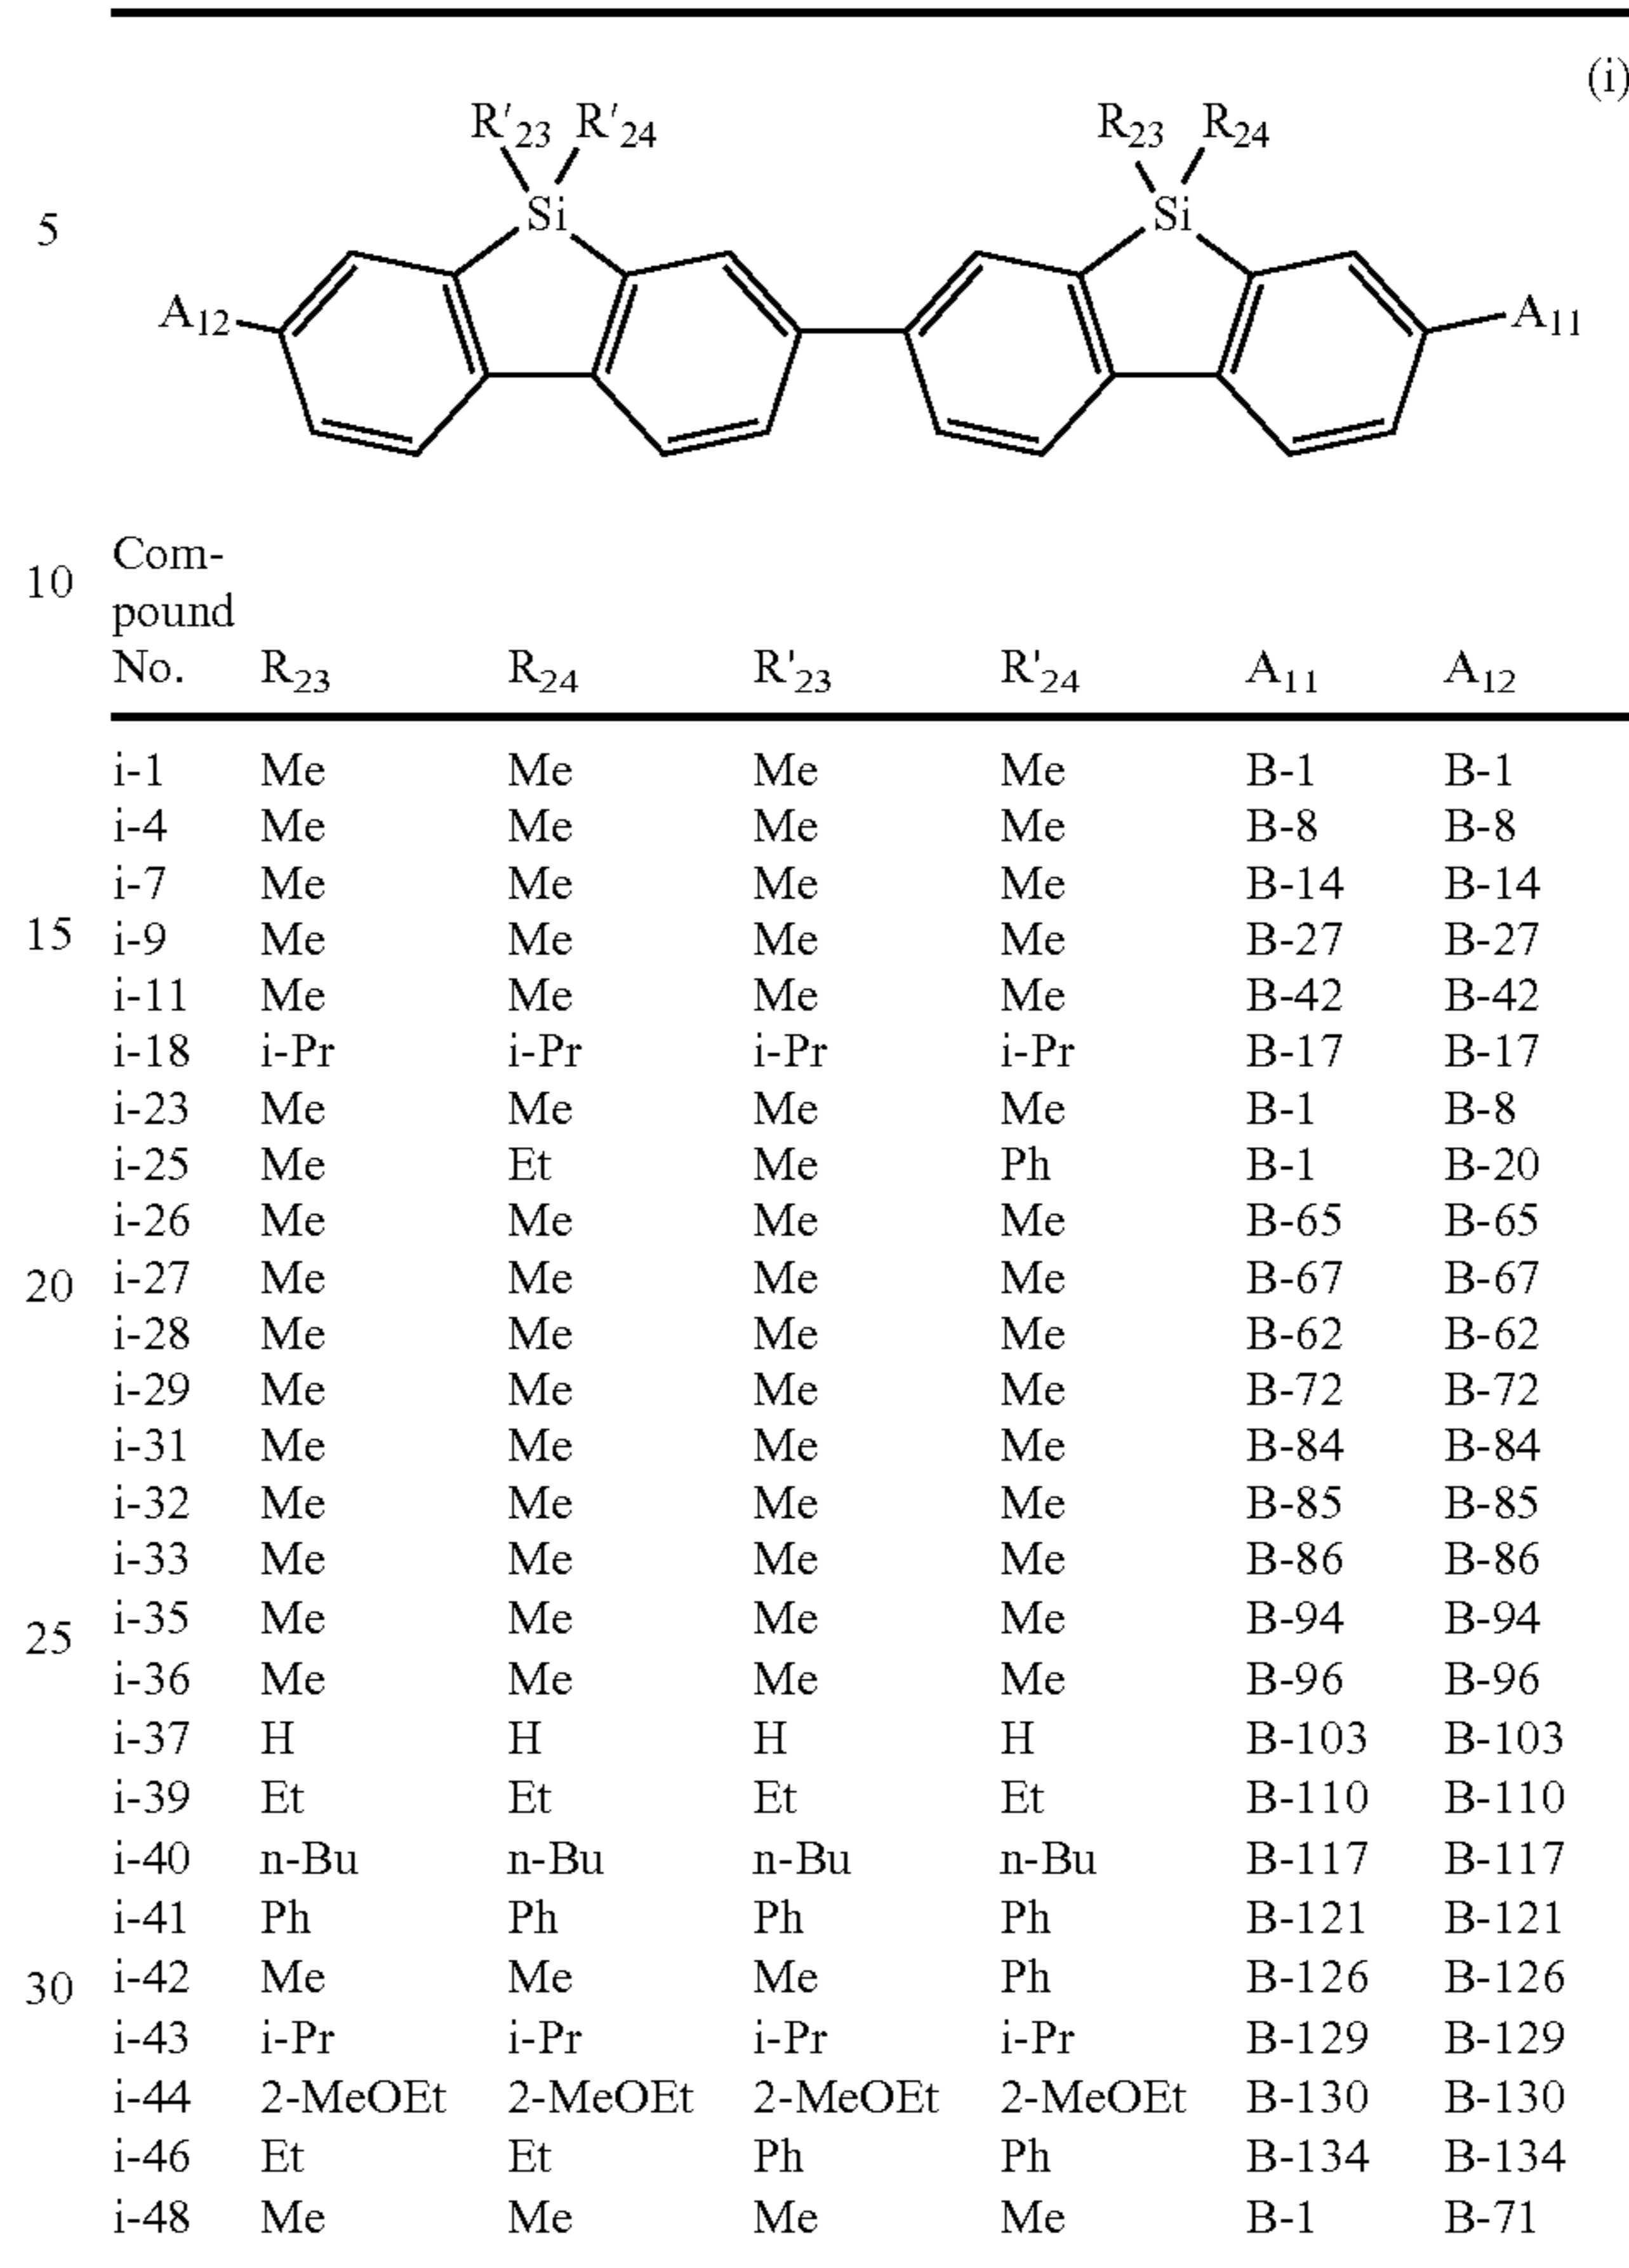 (i)
R'23 R'24 R23 R24
5 Si Si
A12 A11
10 Com-
pound
No. R23 R24 R'23 R'24 A11 A12
i-1 Me Me Me Me B-1 B-1
i-4 Me Me Me Me B-8 B-8
i-7 Me Me Me Me B-14 B-14
15 i-9 Me Me Me Me B-27 B-27
i-11 Me Me Me Me B-42 B-42
i-18 i-Pr i-Pr i-Pr i-Pr B-17 B-17
i-23 Me Me Me Me B-1 B-8
i-25 Me Et Me Ph B-1 B-20
i-26 Me Me Me Me B-65 B-65
20 i-27 Me Me Me Me B-67 B-67
i-28 Me Me Me Me B-62 B-62
i-29 Me Me Me Me B-72 B-72
i-31 Me Me Me Me B-84 B-84
i-32 Me Me Me Me B-85 B-85
i-33 Me Me Me Me B-86 B-86
25 i-35 Me Me Me Me B-94 B-94
i-36 Me Me Me Me B-96 B-96
i-37 H H H H B-103 B-103
i-39 Et Et Et Et B-110 B-110
i-40 n-Bu n-Bu n-Bu n-Bu B-117 B-117
i-41 Ph Ph Ph Ph B-121 B-121
30 i-42 Me Me Me Ph B-126 B-126
i-43 i-Pr i-Pr i-Pr i-Pr B-129 B-129
i-44 2-MeOEt 2-MeOEt 2-MeOEt 2-MeOEt B-130 B-130
i-46 Et Et Ph Ph B-134 B-134
i-48 Me Me Me Me B-1 B-71